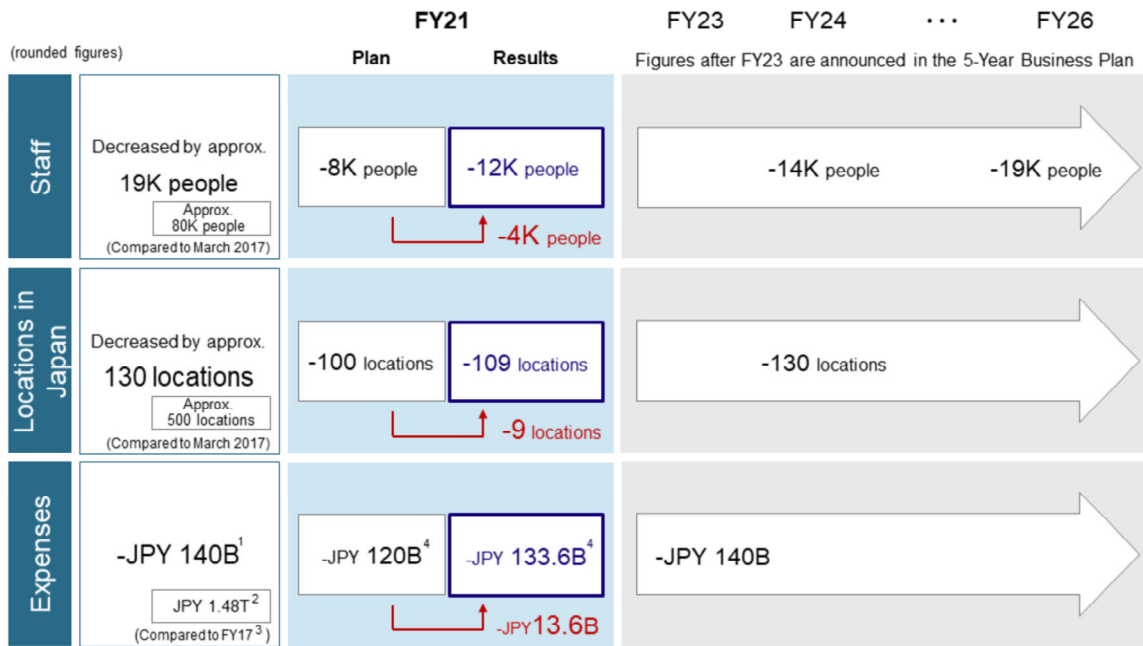 FY21
FY23 FY24 ··· FY26
(rounded figures)
Plan Results
Figures after FY23 are announced in the 5-Year Business Plan
Staff
Decreased by approx.
19K people
Approx.
80K people
(Compared to March 2017)
-8K people
-12K people
-4K people
-14K people
-19K people
Locations in
Japan
Decreased by approx.
130 locations
Approx.
500 locations
(Compared to March 2017)
-100 locations
-109 locations
-9 locations
-130 locations
Expenses
-JPY 140B¹
JPY 1.48T²
(Compared to FY17³)
-JPY 120B⁴
-JPY 133.6B⁴
-JPY13.6B
-JPY 140B